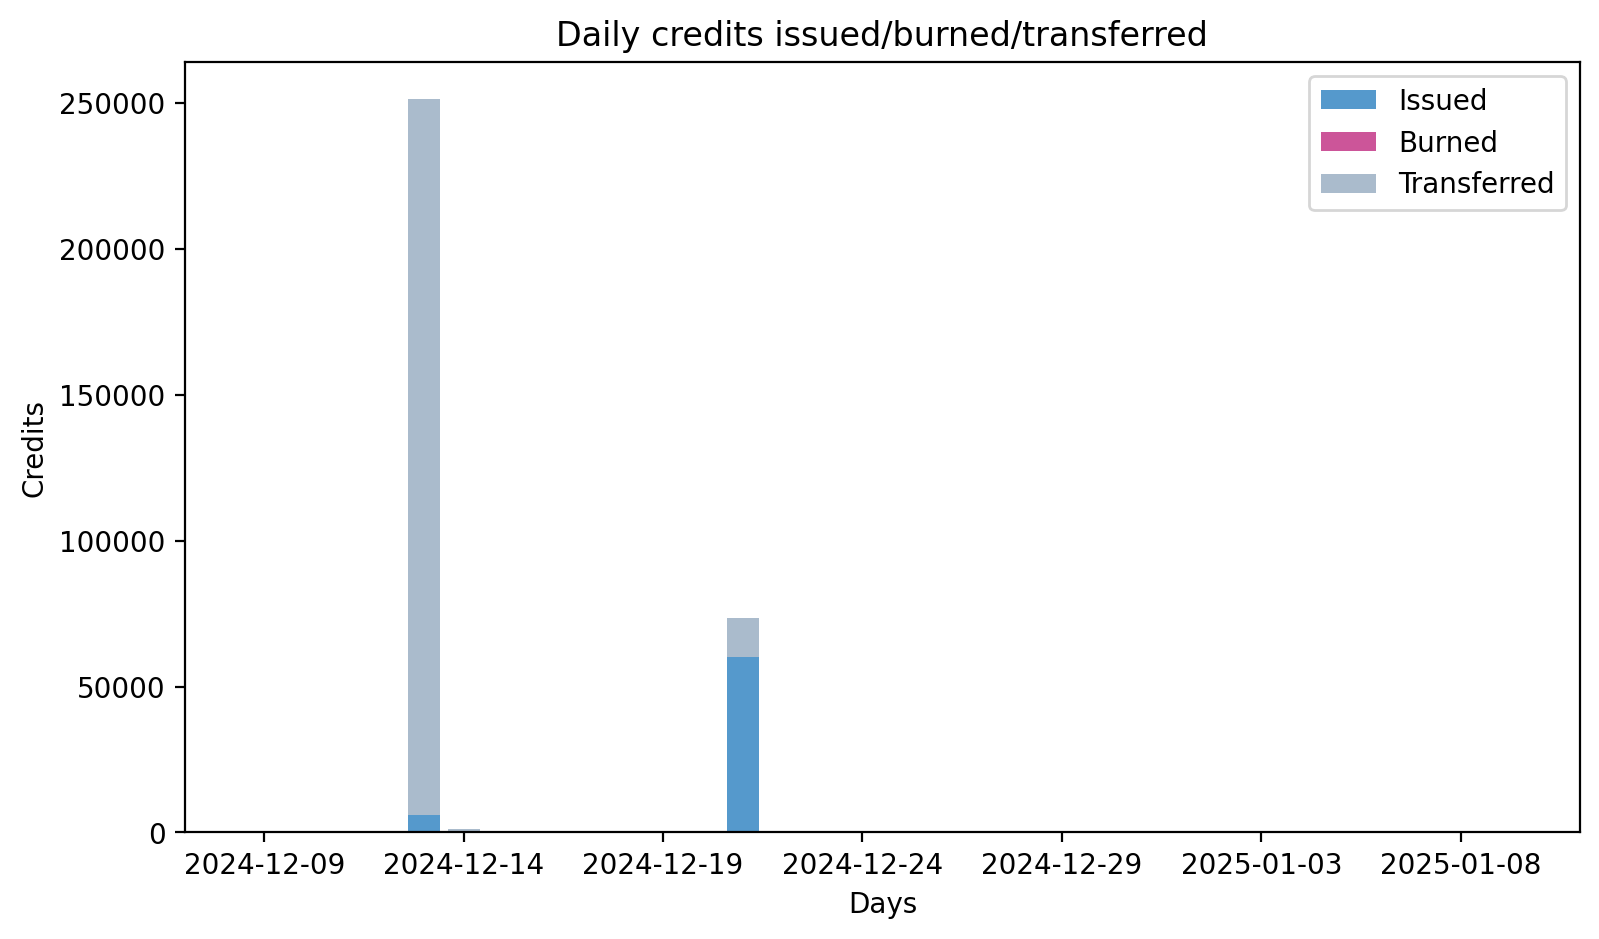 Daily credits issued/burned/transferred
250000
200000
150000
100000
50000
0
Credits
Issued
Burned
Transferred
2024-12-09 2024-12-14 2024-12-19 2024-12-24 2024-12-29 2025-01-03 2025-01-08
Days